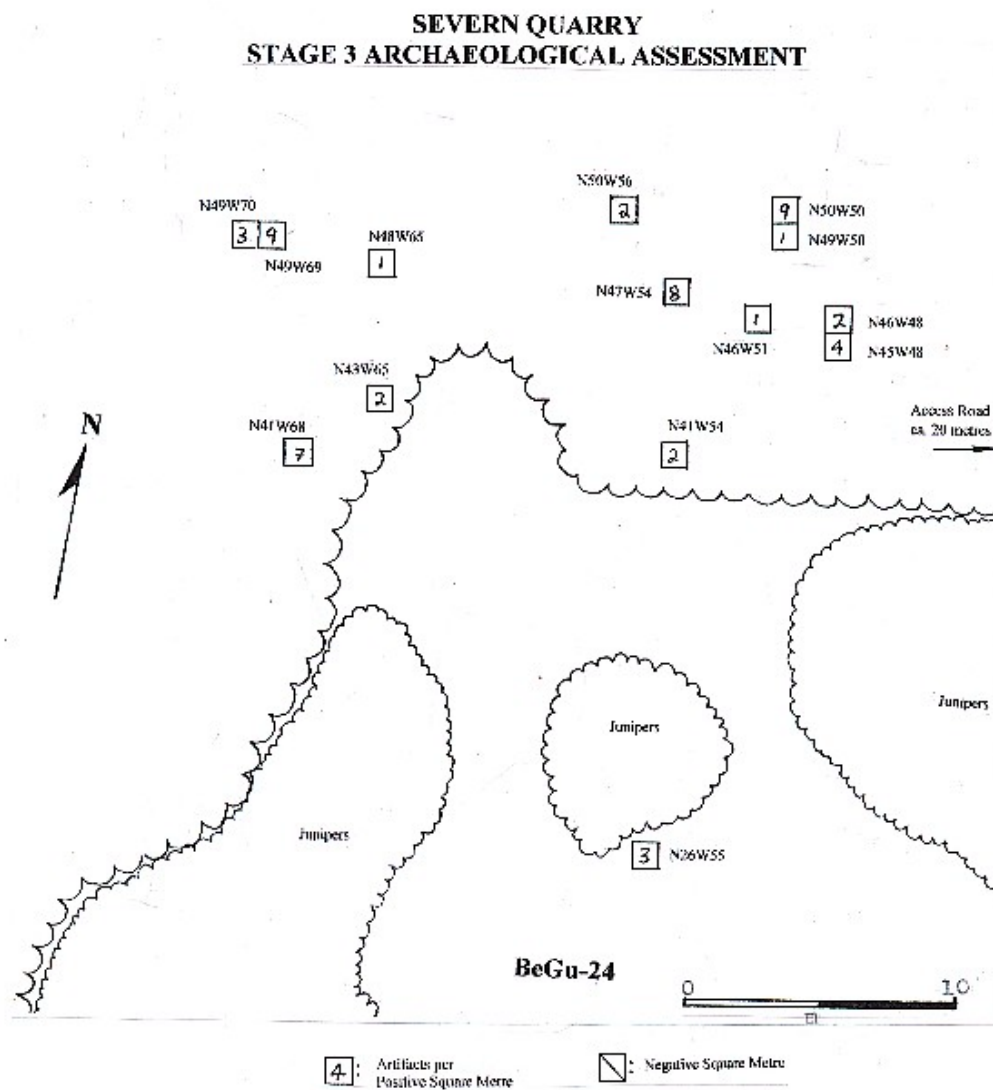 SEVERN QUARRY
STAGE 3 ARCHAEOLOGICAL ASSESSMENT
N50W56
2
9 N50W50
N49W70
3 9
N48W65
1 N49W50
N49W69
1
N47W54 8
1
2 N46W48
N46W51
4 N45W48
N43W65
2
Access Road
ca. 20 metres
N
N41W68
7
N41W54
2
Junipers
Junipers
Junipers
3 N26W55
BeGu-24
0 10
4 : Artifacts per
Positive Square Metre
: Negative Square Metre